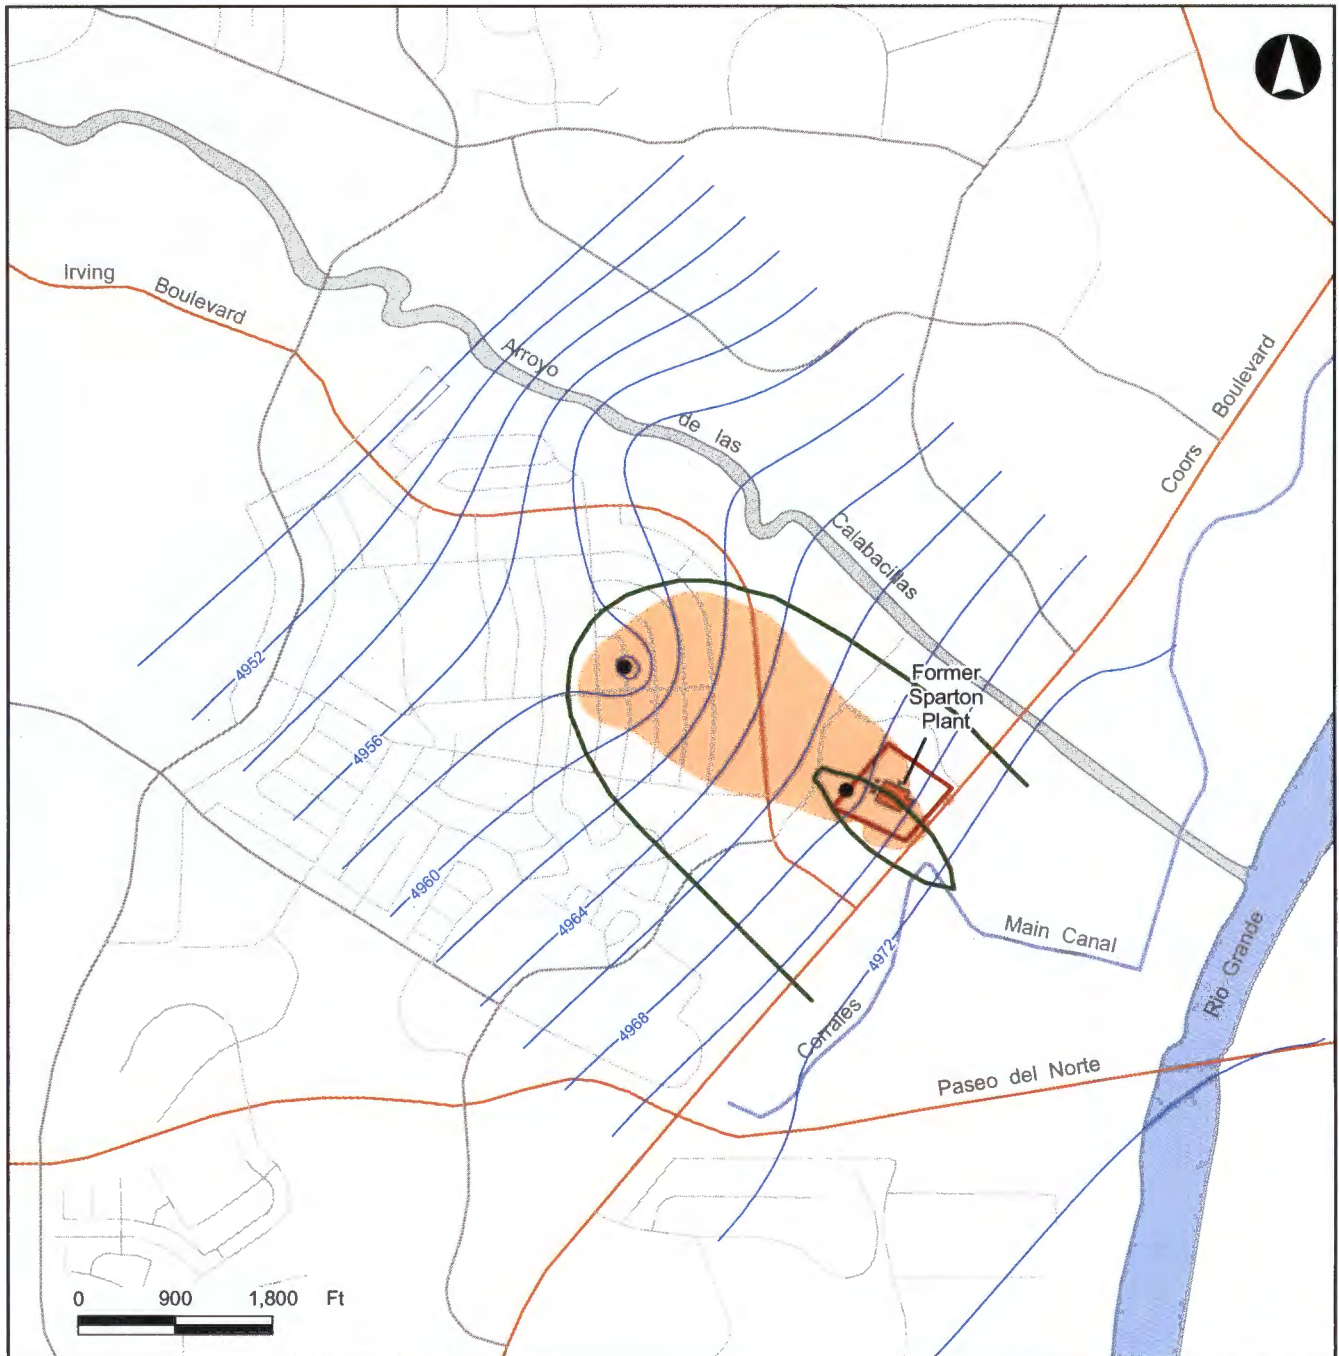 Irving Boulevard
Arroyo de las Calabacillas
Coors Boulevard
Former
Sparton
Plant
4952
4956
4960
4964
4968
4972
Corrales Main Canal
Rio Grande
Paseo del Norte
0 900 1,800 Ft